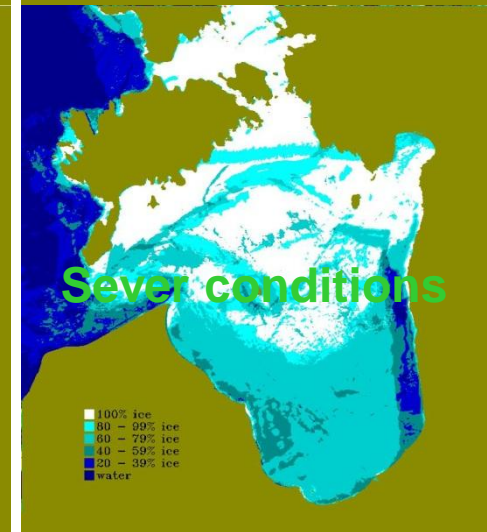 Sever conditions
100% ice
80 - 99% ice
60 - 79% ice
40 - 59% ice
20 - 39% ice
water